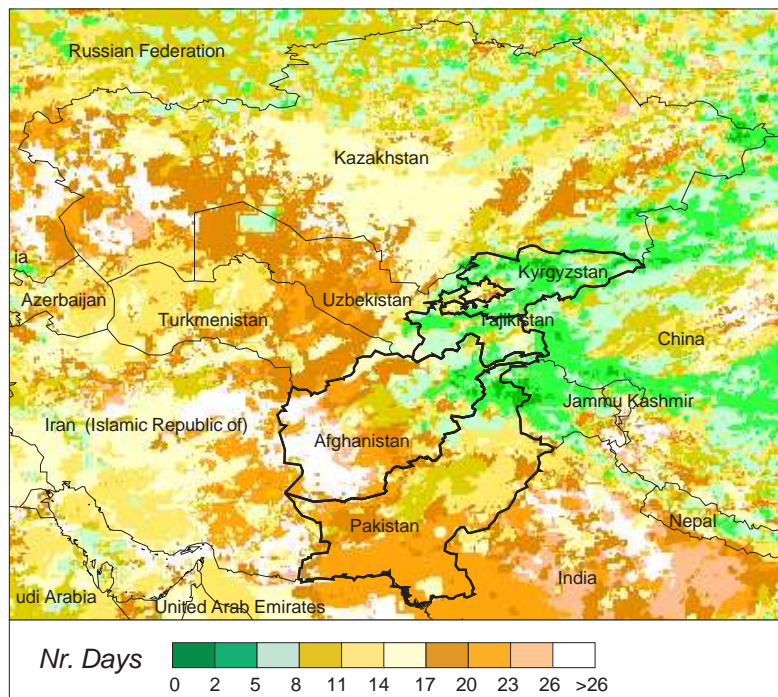 Russian Federation
Kazakhstan
Kyrgyzstan
ia
Azerbaijan
Uzbekistan
Turkmenistan
Tajikistan
China
Jammu Kashmir
Iran (Islamic Republic of)
Afghanistan
Pakistan
Nepal
India
udi Arabia
United Arab Emirates
Nr. Days
0 2 5 8 11 14 17 20 23 26 >26